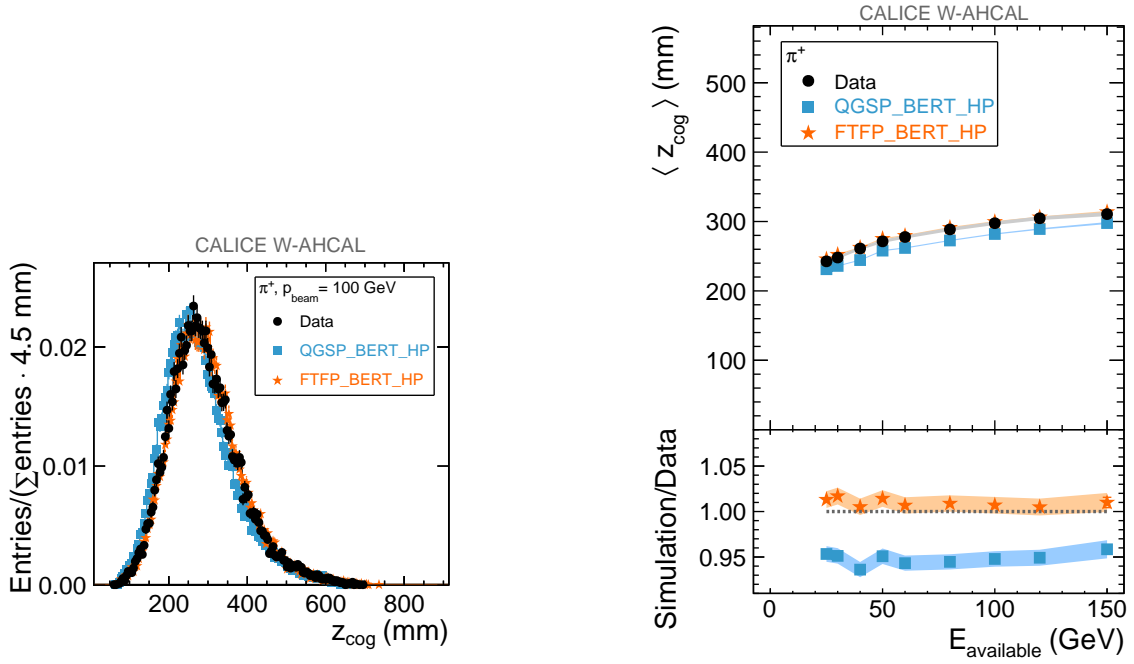 CALICE W-AHCAL
π+, p_beam = 100 GeV
Data
QGSP_BERT_HP
FTFP_BERT_HP
Entries/(∑entries · 4.5 mm)
0.02
0.01
0.00
200
400
600
800
z_cog (mm)
CALICE W-AHCAL
π+
Data
QGSP_BERT_HP
FTFP_BERT_HP
⟨ z_cog ⟩ (mm)
500
400
300
200
100
Simulation/Data
1.05
1.00
0.95
0
50
100
150
E_available (GeV)